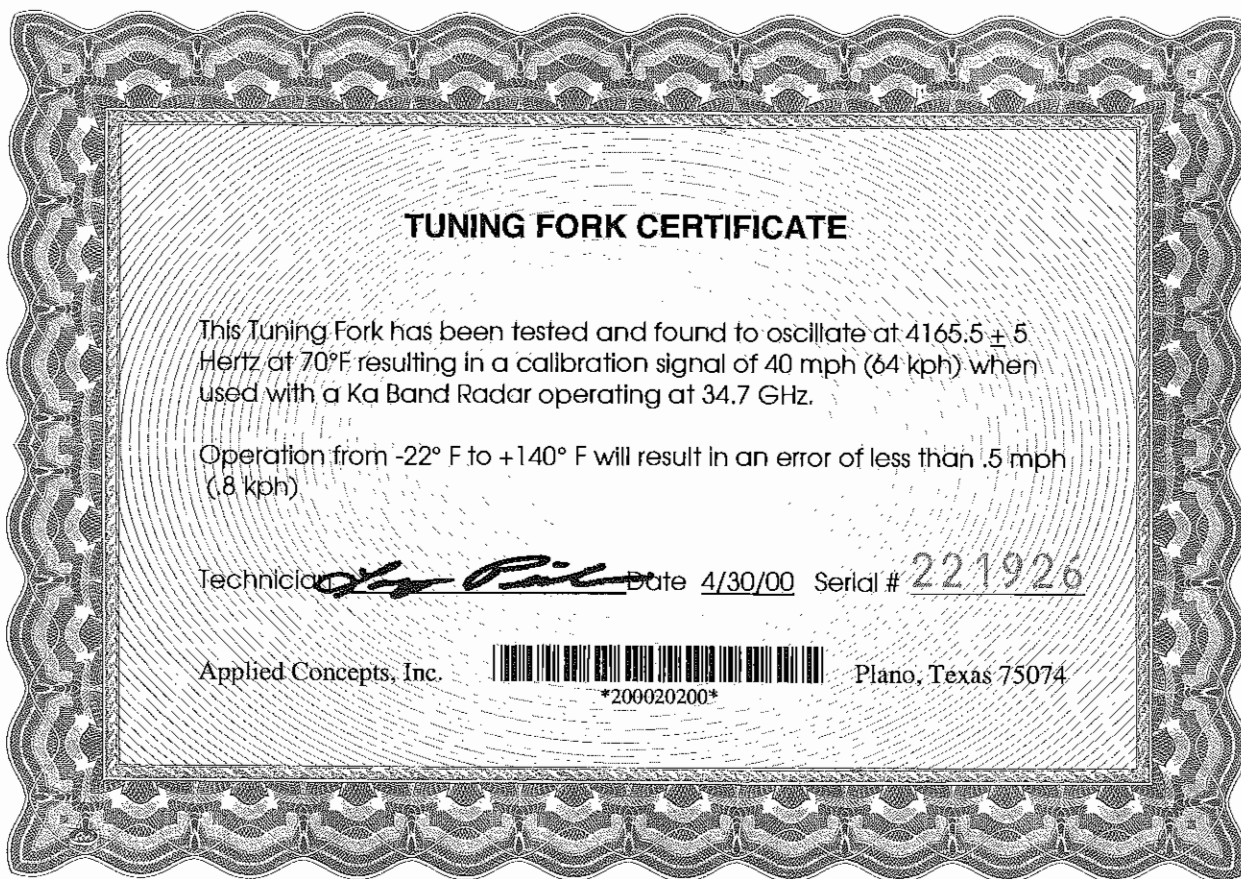 TUNING FORK CERTIFICATE
This Tuning Fork has been tested and found to oscillate at 4165.5 ± 5
Hertz at 70°F resulting in a calibration signal of 40 mph (64 kph) when
used with a Ka Band Radar operating at 34.7 GHz.
Operation from -22° F to +140° F will result in an error of less than .5 mph
(.8 kph)
Technician Date 4/30/00 Serial # 221926
Applied Concepts, Inc. Plano, Texas 75074
*200020200*